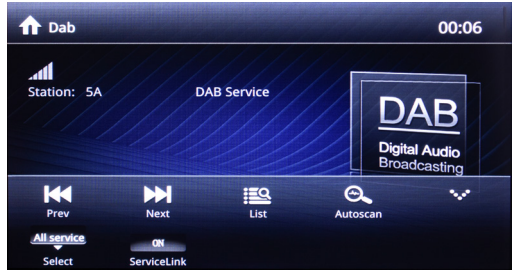 Dab 00:06
Station: 5A DAB Service
DAB
Digital Audio
Broadcasting
Prev Next List Autoscan
All service ON
Select ServiceLink